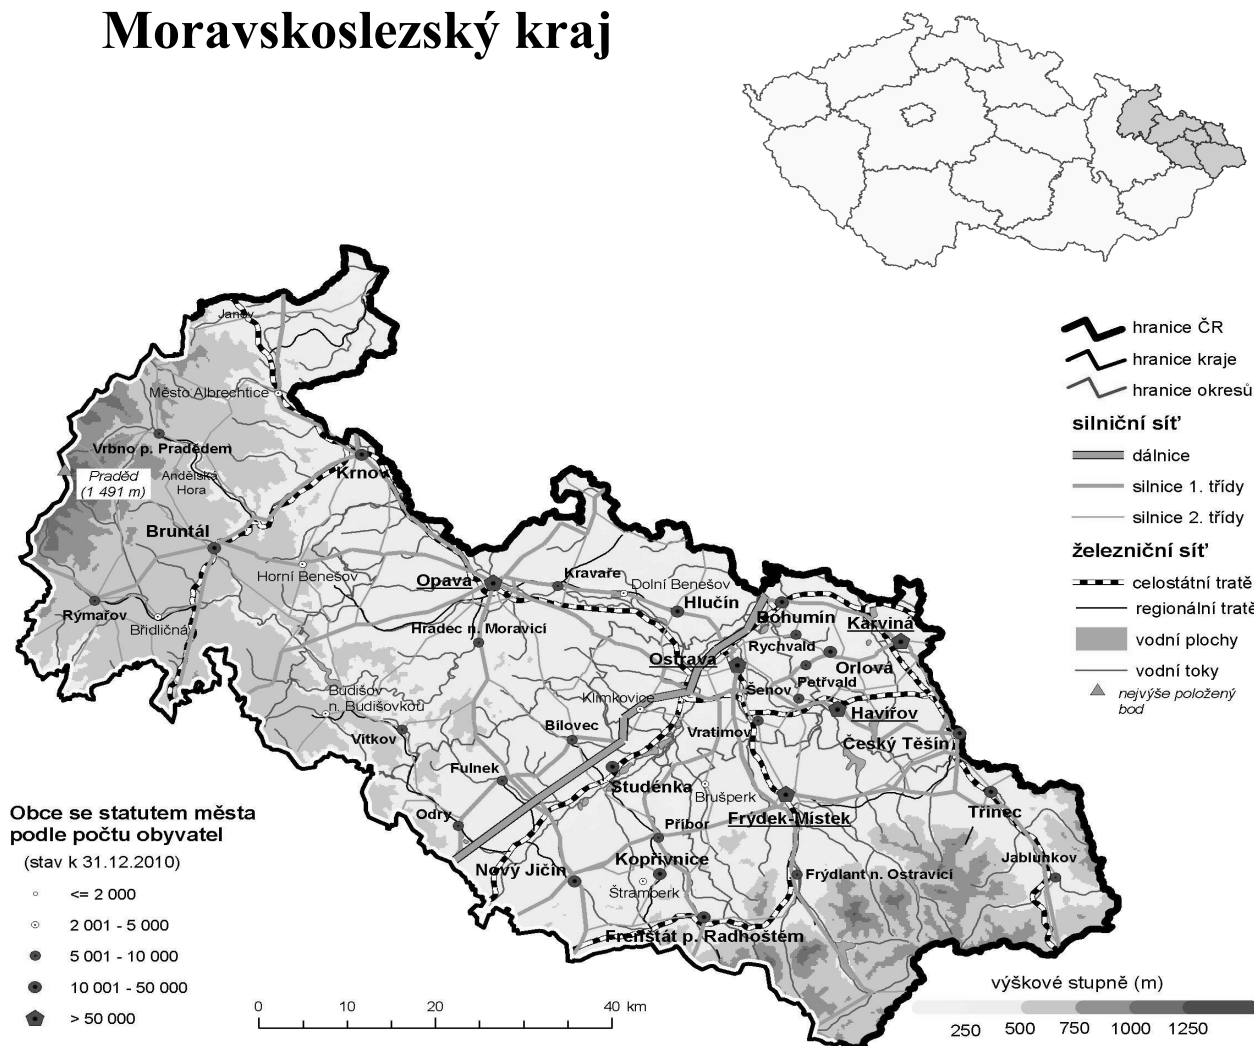 Moravskoslezský kraj
hranice ČR
hranice kraje
hranice okresů
silniční síť
dálnice
silnice 1. třídy
silnice 2. třídy
železniční síť
celostátní tratě
regionální tratě
vodní plochy
vodní toky
nejvýše položený
bod
Janov
Město Albrechtice
Vrbno p. Pradědem
Praděd
(1 491 m)
Andělská
Hora
Krnov
Bruntál
Horní Benešov
Opava
Kravaře
Dolní Benešov
Hlučín
Rýmařov
Břidličná
Hradec n. Moravicí
Bohumín
Karviná
Rychvald
Ostrava
Orlová
Petřvald
Šenov
Klimkovice
Budišov
n. Budišovkou
Havířov
Bílovec
Vratimov
Vítkov
Český Těšín
Fulnek
Studénka
Brušperk
Odry
Příbor
Frýdek-Místek
Třinec
Nový Jičín
Kopřivnice
Jablunkov
Štramberk
Frýdlant n. Ostravicí
Frenštát p. Radhoštěm
Obce se statutem města
podle počtu obyvatel
(stav k 31.12.2010)
<= 2 000
2 001 - 5 000
5 001 - 10 000
10 001 - 50 000
> 50 000
0 10 20 40 km
výškové stupně (m)
250 500 750 1000 1250